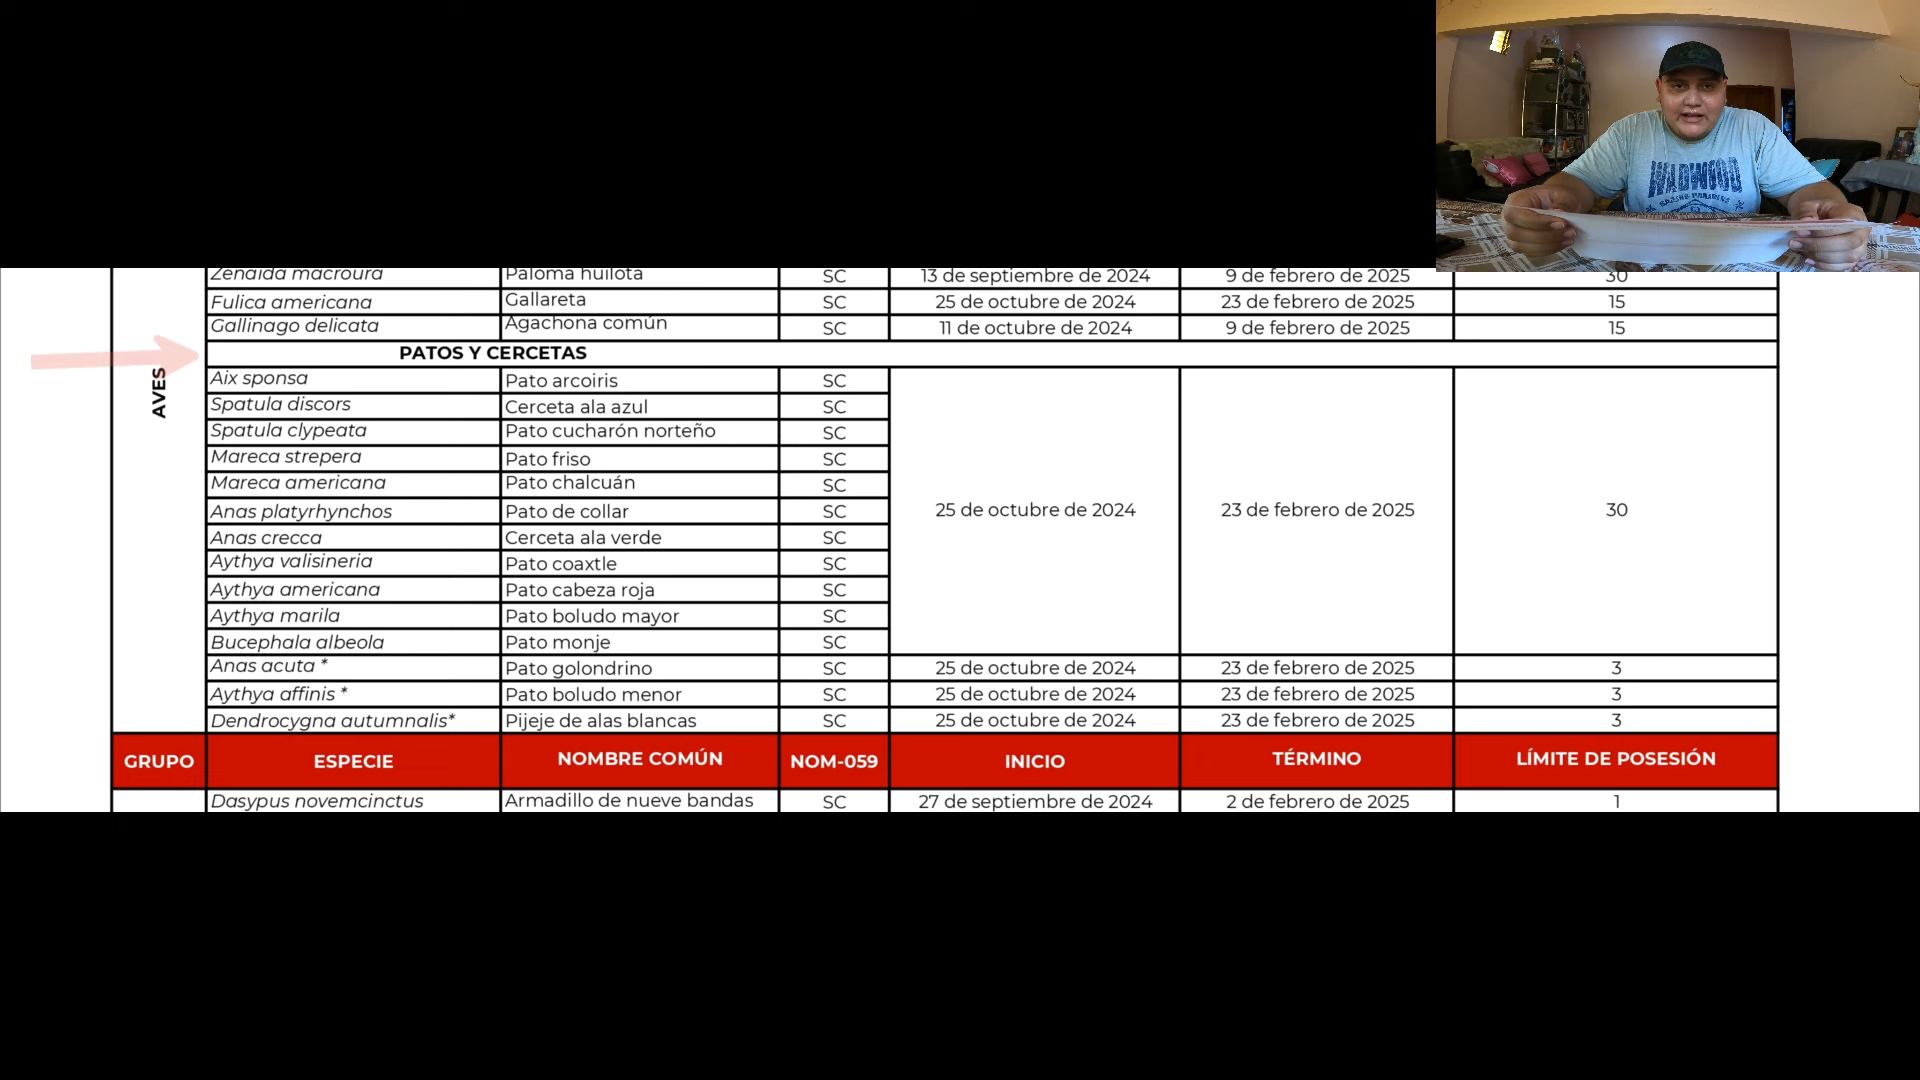 WILDWOOD
Zenaida macroura Paloma huilota SC 13 de septiembre de 2024 9 de febrero de 2025 30
Fulica americana Gallareta SC 25 de octubre de 2024 23 de febrero de 2025 15
Gallinago delicata Agachona común SC 11 de octubre de 2024 9 de febrero de 2025 15
PATOS Y CERCETAS
AVES
Aix sponsa Pato arcoiris SC
Spatula discors Cerceta ala azul SC
Spatula clypeata Pato cucharón norteño SC
Mareca strepera Pato friso SC
Mareca americana Pato chalcuán SC
Anas platyrhynchos Pato de collar SC 25 de octubre de 2024 23 de febrero de 2025 30
Anas crecca Cerceta ala verde SC
Aythya valisineria Pato coaxtle SC
Aythya americana Pato cabeza roja SC
Aythya marila Pato boludo mayor SC
Bucephala albeola Pato monje SC
Anas acuta * Pato golondrino SC 25 de octubre de 2024 23 de febrero de 2025 3
Aythya affinis * Pato boludo menor SC 25 de octubre de 2024 23 de febrero de 2025 3
Dendrocygna autumnalis* Pijeje de alas blancas SC 25 de octubre de 2024 23 de febrero de 2025 3
GRUPO ESPECIE NOMBRE COMÚN NOM-059 INICIO TÉRMINO LÍMITE DE POSESIÓN
Dasypus novemcinctus Armadillo de nueve bandas SC 27 de septiembre de 2024 2 de febrero de 2025 1